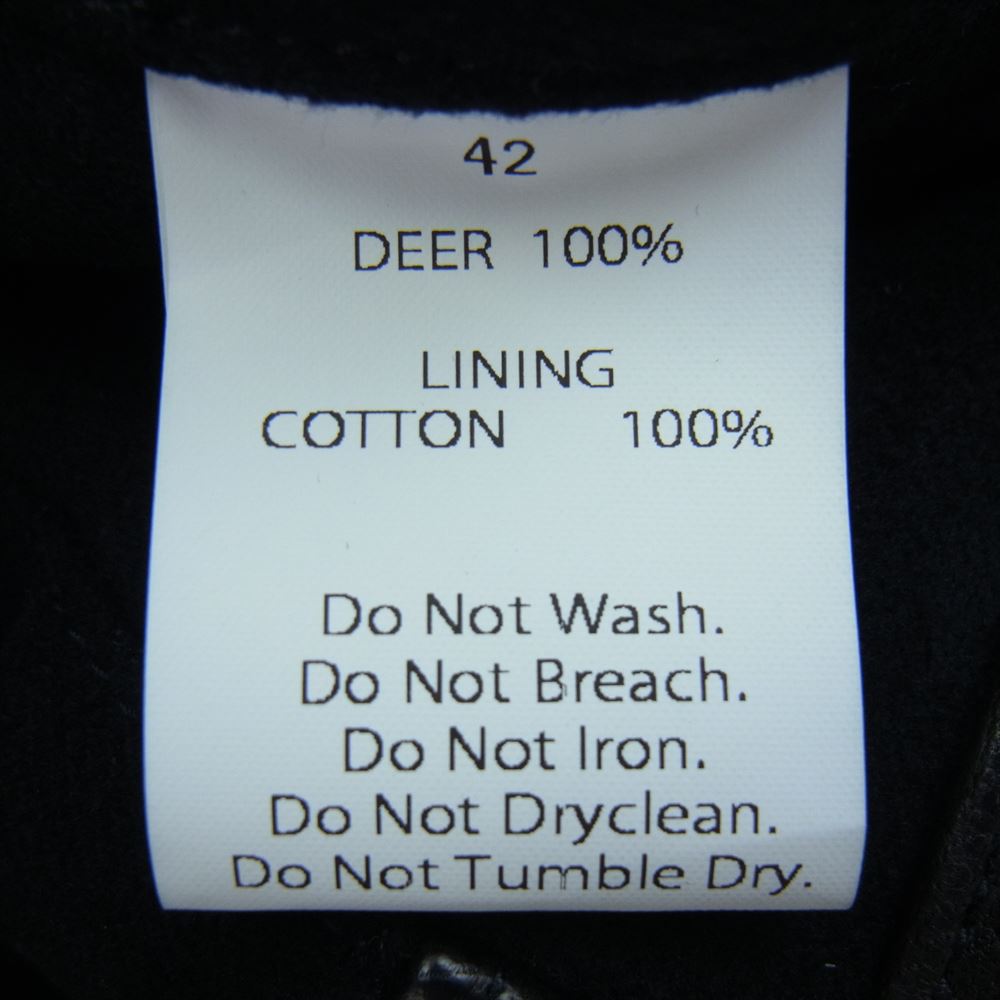 42
DEER 100%
LINING
COTTON 100%
Do Not Wash.
Do Not Breach.
Do Not Iron.
Do Not Dryclean.
Do Not Tumble Dry.